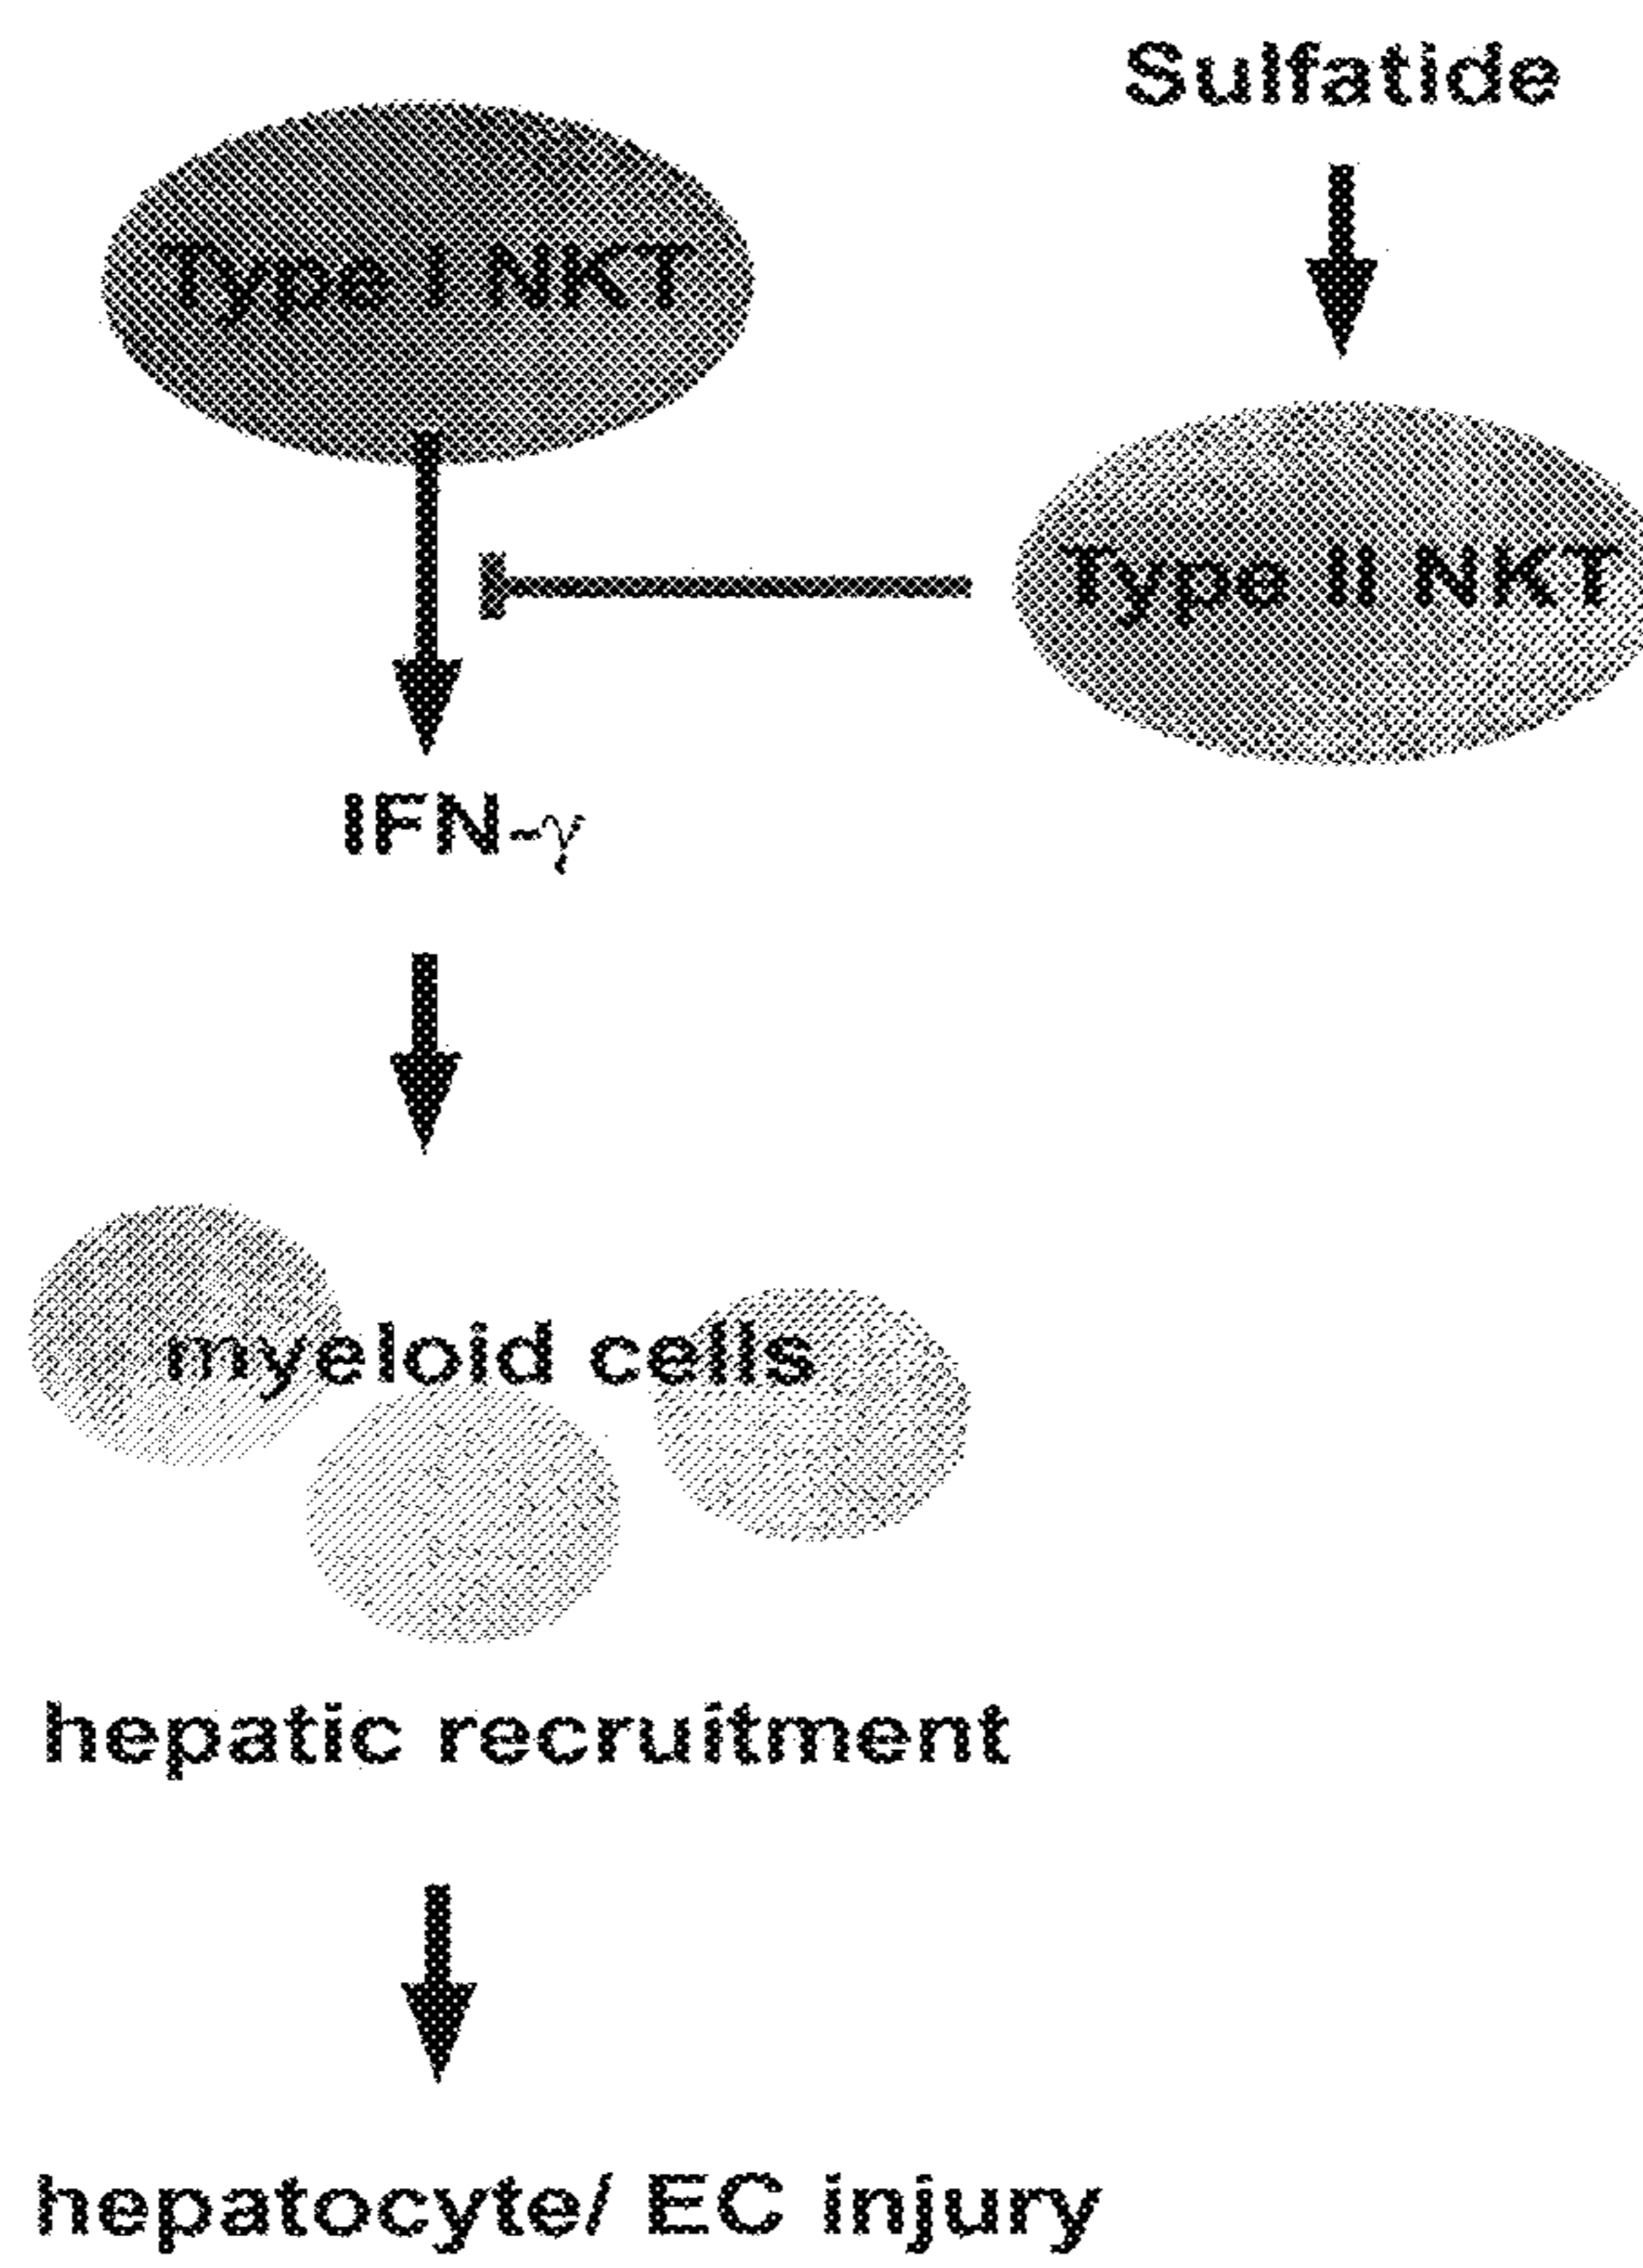 Sulfatide
Type I NKT
Type II NKT
IFN-γ
myeloid cells
hepatic recruitment
hepatocyte/ EC injury